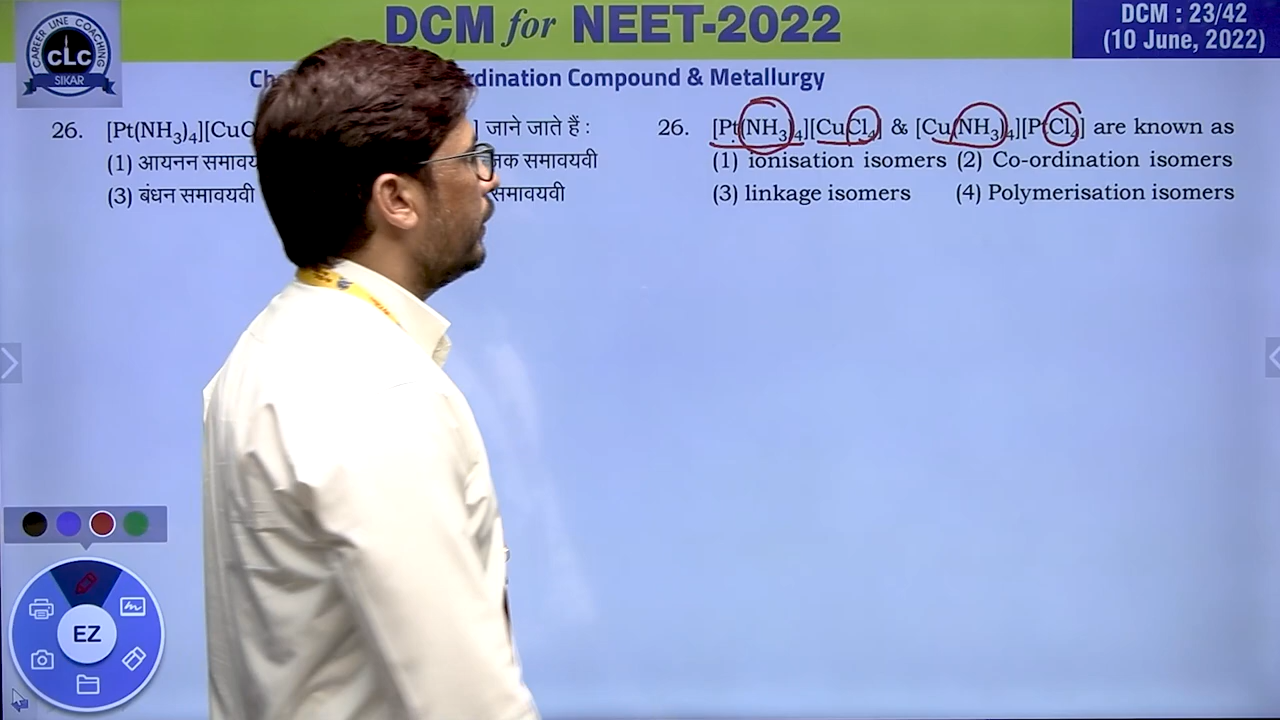 DCM for NEET-2022
DCM : 23/42
(10 June, 2022)
CAREER LINE COACHING
CLC
SIKAR
Coordination Compound & Metallurgy
26. [Pt(NH₃)₄][CuC ] जाने जाते हैं :
(1) आयनन समावय समावयवी
(3) बंधन समावयवी समावयवी
26. [Pt(NH₃)₄][CuCl₄] & [Cu(NH₃)₄][PtCl₄] are known as
(1) ionisation isomers (2) Co-ordination isomers
(3) linkage isomers (4) Polymerisation isomers
EZ